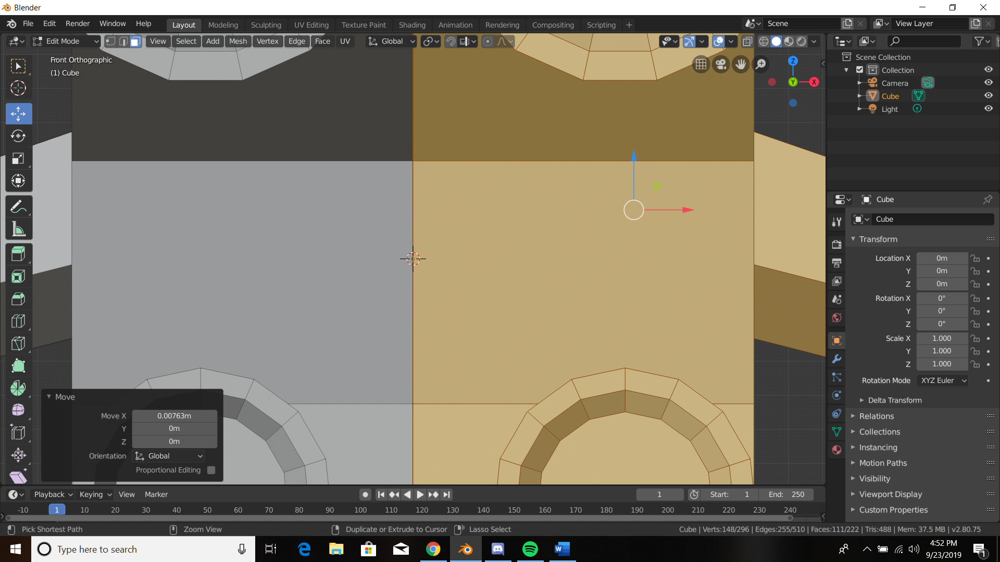 Blender
File Edit Render Window Help
Layout Modeling Sculpting UV Editing Texture Paint Shading Animation Rendering Compositing Scripting +
Scene
View Layer
Edit Mode
View Select Add Mesh Vertex Edge Face UV
Global
Front Orthographic
(1) Cube
Z
Y
X
Scene Collection
Collection
Camera
Cube
Light
Cube
Cube
Transform
Location X 0m
Y 0m
Z 0m
Rotation X 0°
Y 0°
Z 0°
Scale X 1.000
Y 1.000
Z 1.000
Rotation Mode XYZ Euler
Delta Transform
Relations
Collections
Instancing
Motion Paths
Visibility
Viewport Display
Custom Properties
Move
Move X 0.00763m
Y 0m
Z 0m
Orientation Global
Proportional Editing
Playback Keying View Marker
1
Start: 1
End: 250
-10 1 10 20 30 40 50 60 70 80 90 100 110 120 130 140 150 160 170 180 190 200 210 220 230 240
Pick Shortest Path
Zoom View
Duplicate or Extrude to Cursor
Lasso Select
Cube | Verts:148/296 | Edges:255/510 | Faces:111/222 | Tris:488 | Mem: 37.5 MB | v2.80.75
Type here to search
W
4:52 PM
9/23/2019
1